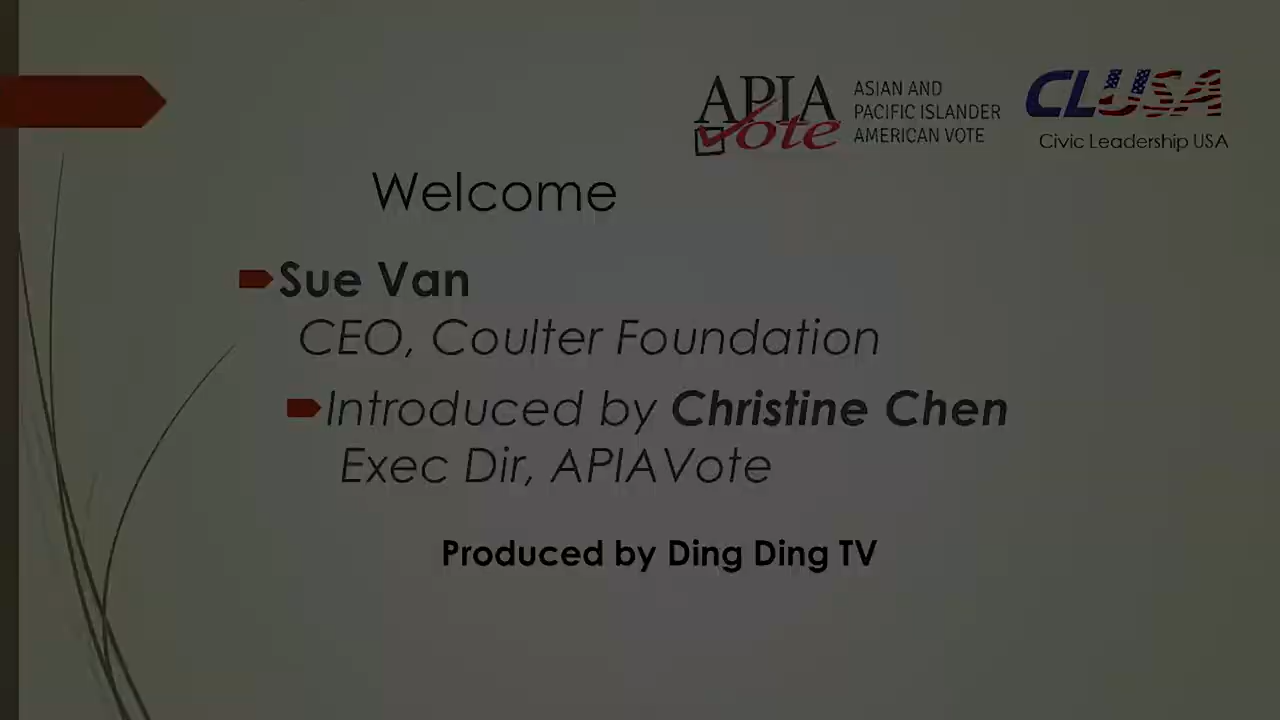 APIA
Vote
ASIAN AND
PACIFIC ISLANDER
AMERICAN VOTE
CLUSA
Civic Leadership USA
Welcome
Sue Van
CEO, Coulter Foundation
Introduced by Christine Chen
Exec Dir, APIAVote
Produced by Ding Ding TV